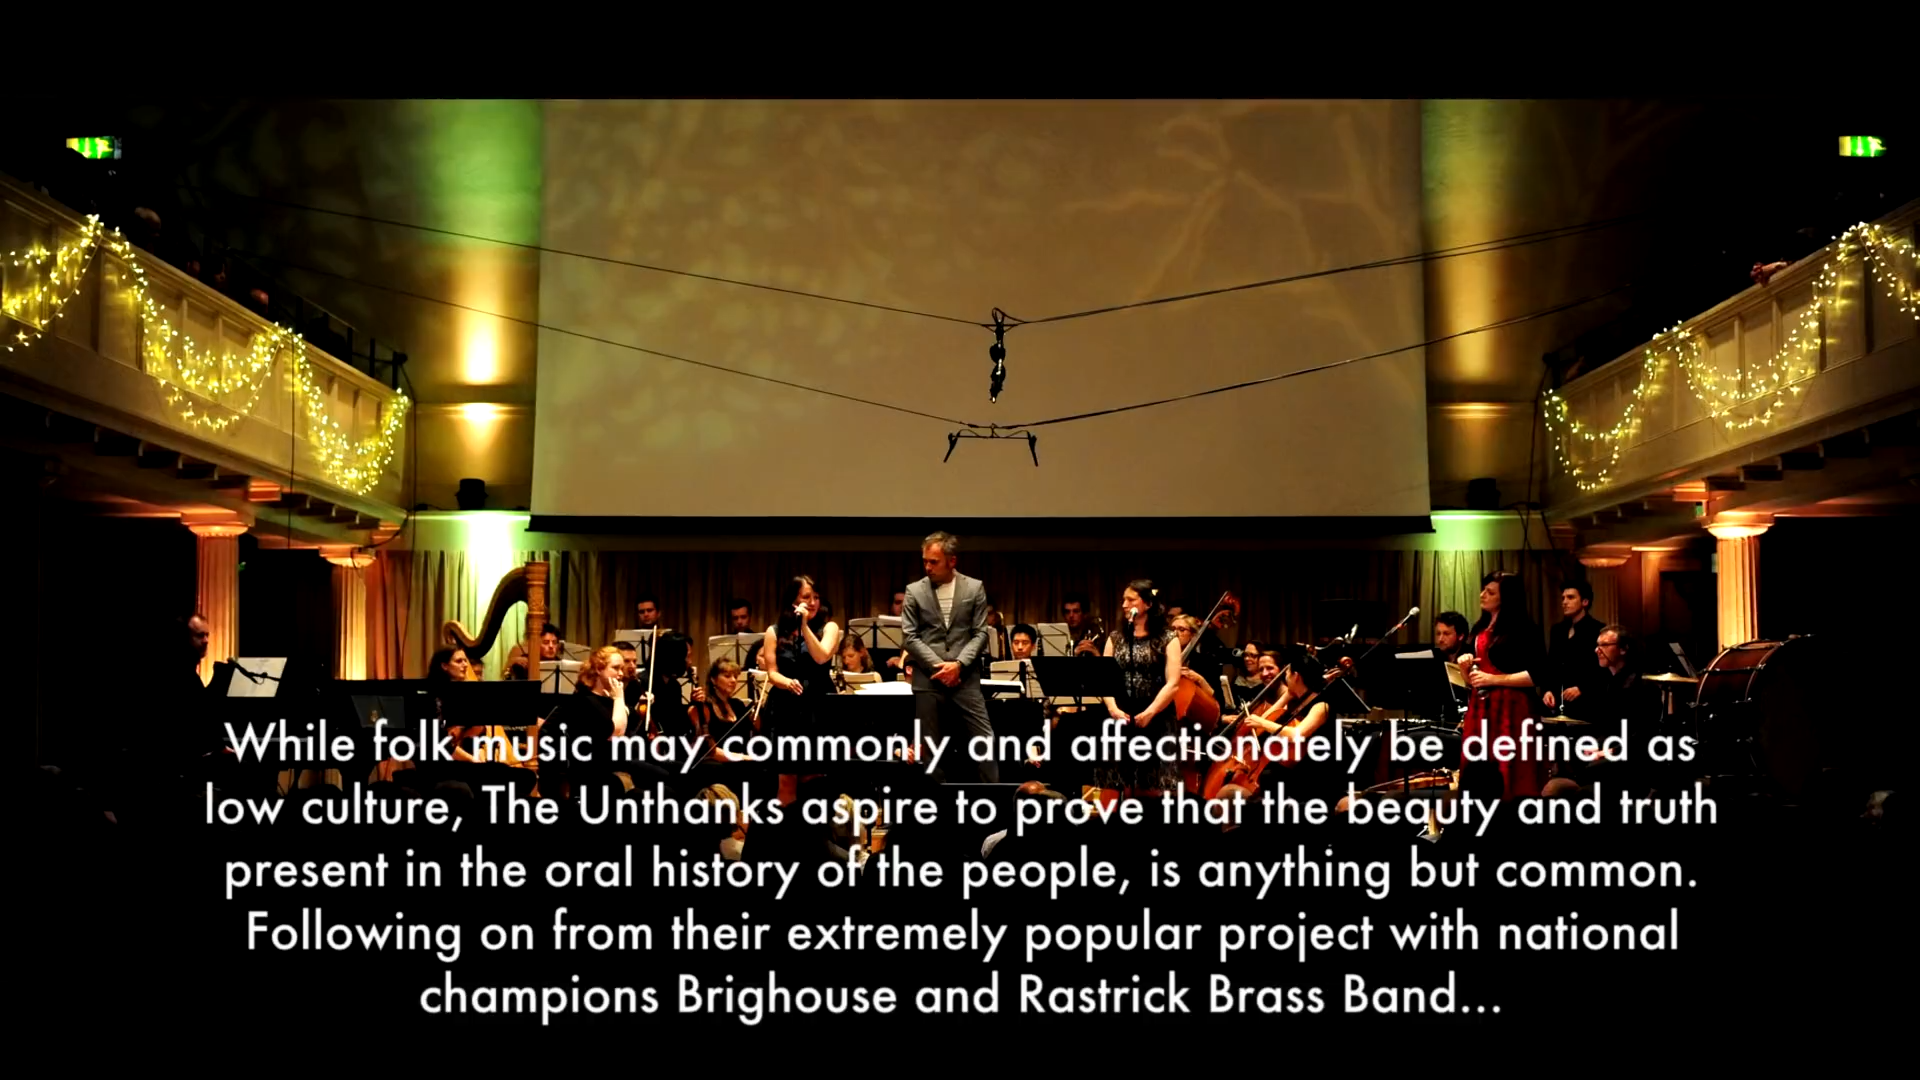 While folk music may commonly and affectionately be defined as
low culture, The Unthanks aspire to prove that the beauty and truth
present in the oral history of the people, is anything but common.
Following on from their extremely popular project with national
champions Brighouse and Rastrick Brass Band...